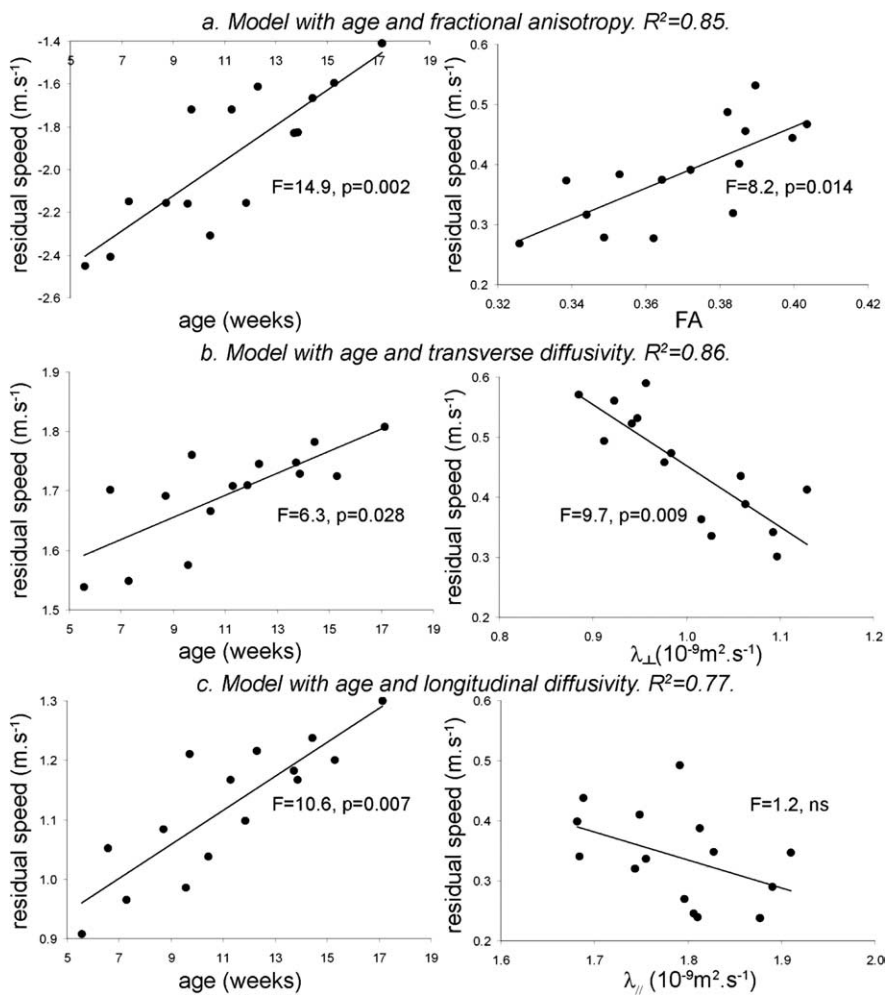 a. Model with age and fractional anisotropy. R²=0.85.
residual speed (m.s⁻¹)
-1.4
-1.6
-1.8
-2.0
-2.2
-2.4
-2.6
5 7 9 11 13 15 17 19
F=14.9, p=0.002
age (weeks)
residual speed (m.s⁻¹)
0.6
0.5
0.4
0.3
0.2
F=8.2, p=0.014
0.32 0.34 0.36 0.38 0.40 0.42
FA
b. Model with age and transverse diffusivity. R²=0.86.
residual speed (m.s⁻¹)
1.9
1.8
1.7
1.6
1.5
F=6.3, p=0.028
5 7 9 11 13 15 17 19
age (weeks)
residual speed (m.s⁻¹)
0.6
0.5
0.4
0.3
0.2
F=9.7, p=0.009
0.8 0.9 1.0 1.1 1.2
λ⊥(10⁻⁹m².s⁻¹)
c. Model with age and longitudinal diffusivity. R²=0.77.
residual speed (m.s⁻¹)
1.3
1.2
1.1
1.0
0.9
F=10.6, p=0.007
5 7 9 11 13 15 17 19
age (weeks)
residual speed (m.s⁻¹)
0.6
0.5
0.4
0.3
0.2
F=1.2, ns
1.6 1.7 1.8 1.9 2.00
λ// (10⁻⁹m².s⁻¹)